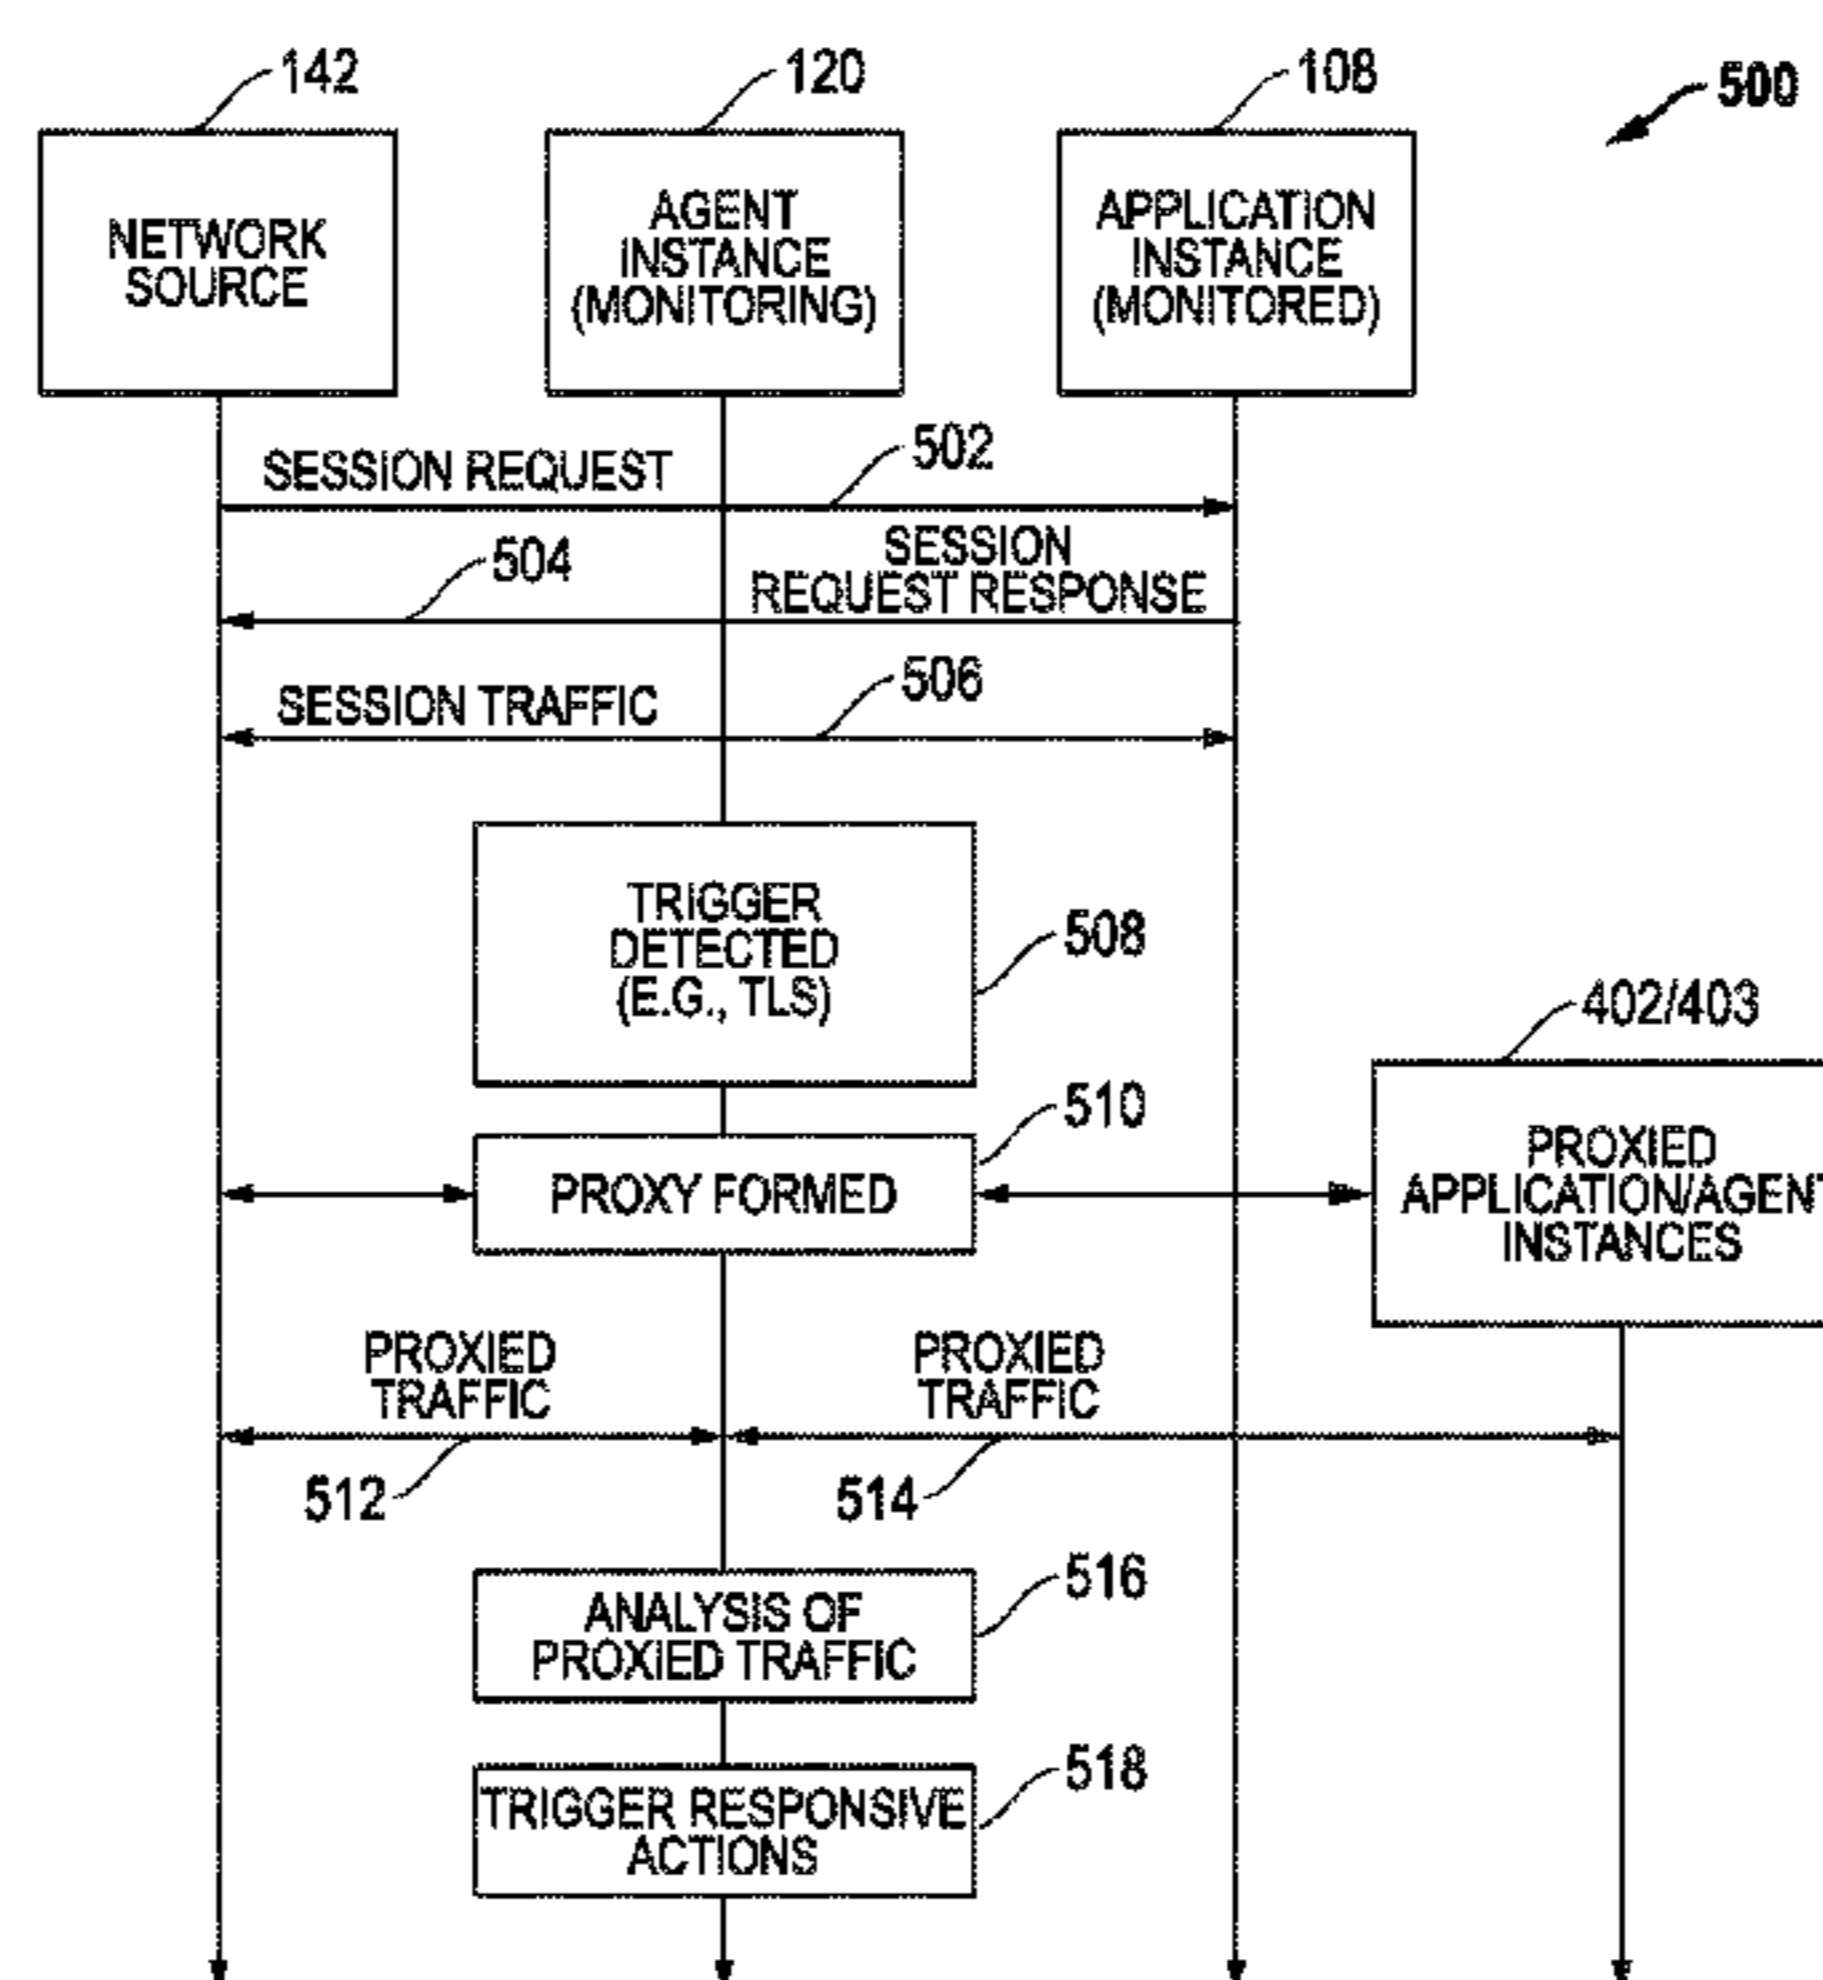 142
120
108
500
NETWORK
SOURCE
AGENT
INSTANCE
(MONITORING)
APPLICATION
INSTANCE
(MONITORED)
SESSION REQUEST
502
504
SESSION
REQUEST RESPONSE
SESSION TRAFFIC
506
TRIGGER
DETECTED
(E.G., TLS)
508
402/403
510
PROXY FORMED
PROXIED
APPLICATION/AGENT
INSTANCES
PROXIED
TRAFFIC
PROXIED
TRAFFIC
512
514
ANALYSIS OF
PROXIED TRAFFIC
516
TRIGGER RESPONSIVE
ACTIONS
518